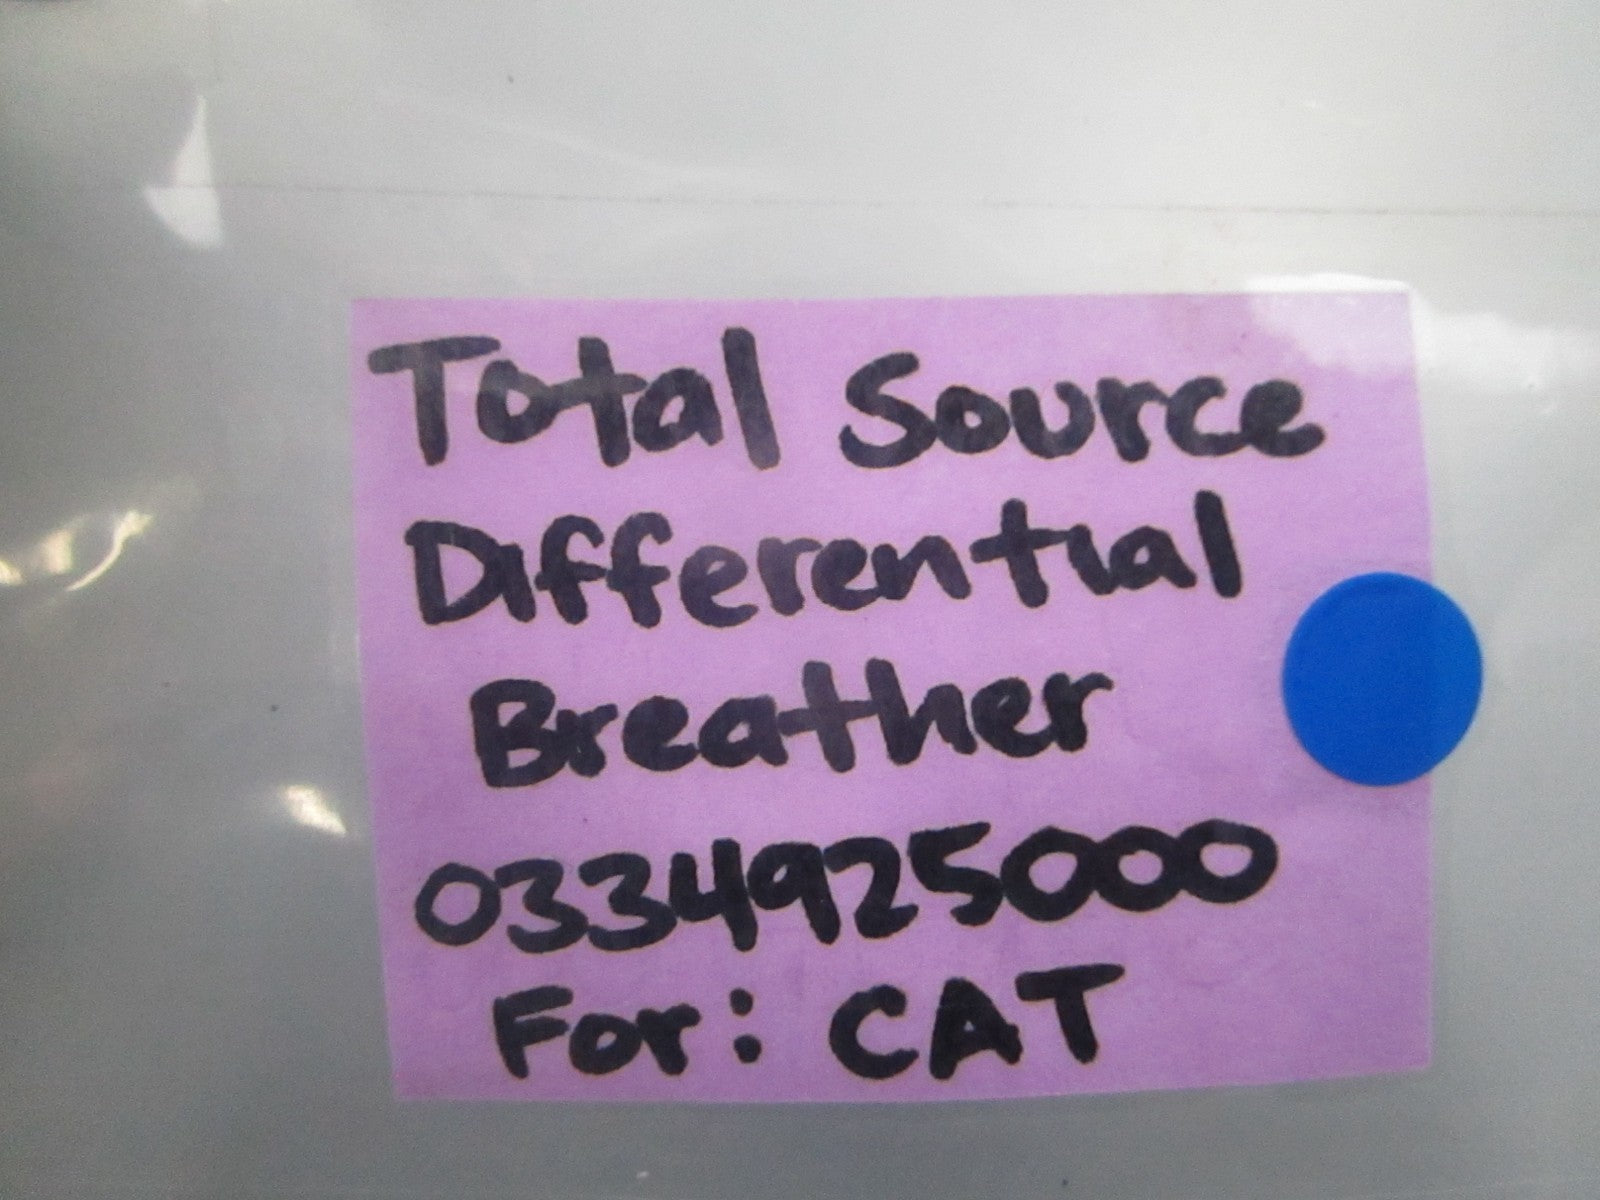 Total Source
Differential
Breather
0334925000
For: CAT